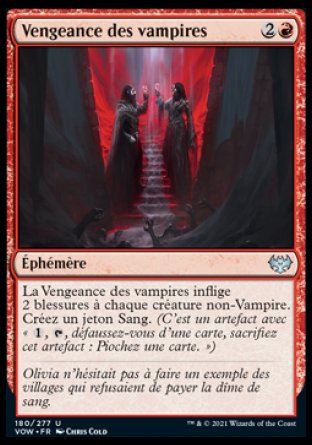 Vengeance des vampires 2
Éphémère
La Vengeance des vampires inflige
2 blessures à chaque créature non-Vampire.
Créez un jeton Sang. (C'est un artefact avec
« 1, , défaussez-vous d'une carte, sacrifiez
cet artefact : Piochez une carte. »)
Olivia n'hésitait pas à faire un exemple des
villages qui refusaient de payer la dîme de
sang.
180/277 U
VOW • FR Chris Cold
™ & © 2021 Wizards of the Coast